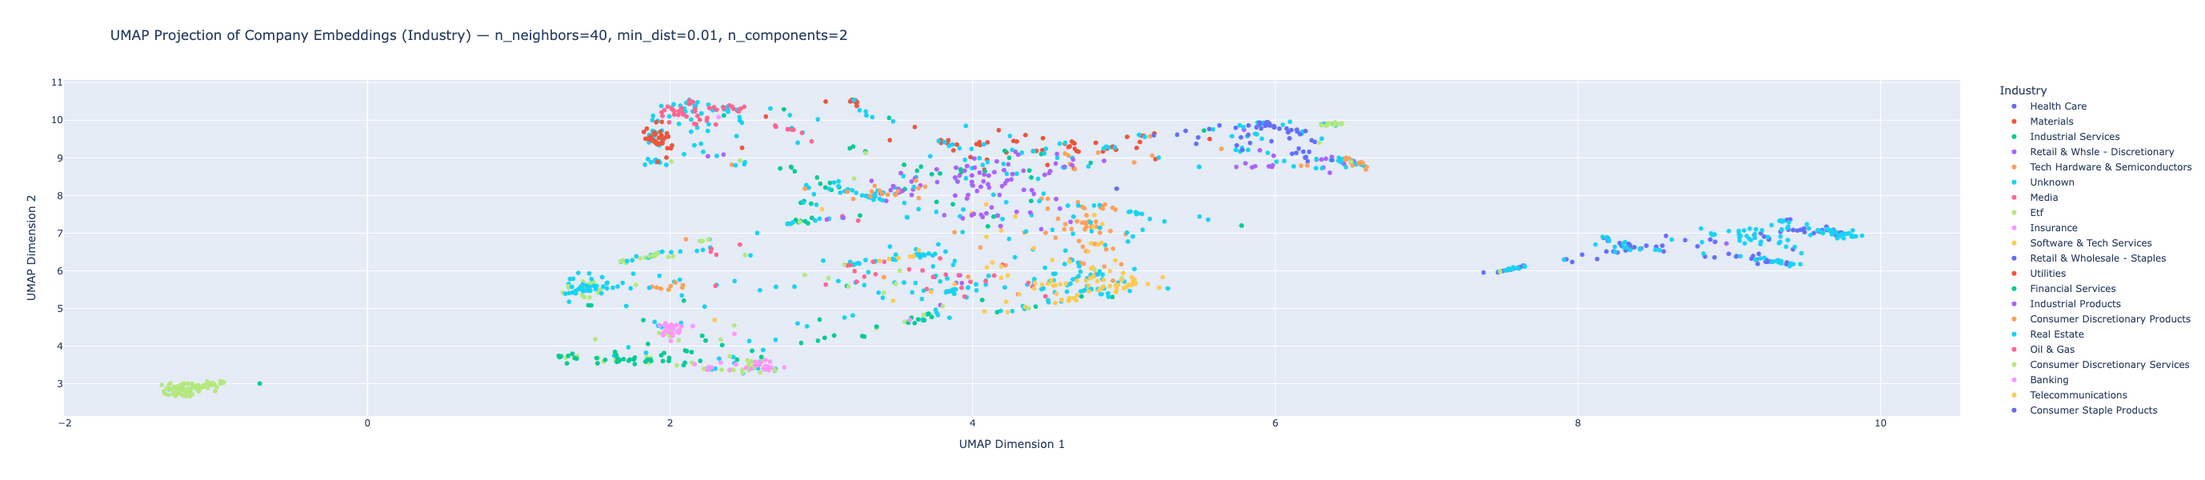 UMAP Projection of Company Embeddings (Industry) — n_neighbors=40, min_dist=0.01, n_components=2
11
10
9
8
7
6
5
4
3
UMAP Dimension 2
−2
0
2
4
6
8
10
UMAP Dimension 1
Industry
Health Care
Materials
Industrial Services
Retail & Whsle - Discretionary
Tech Hardware & Semiconductors
Unknown
Media
Etf
Insurance
Software & Tech Services
Retail & Wholesale - Staples
Utilities
Financial Services
Industrial Products
Consumer Discretionary Products
Real Estate
Oil & Gas
Consumer Discretionary Services
Banking
Telecommunications
Consumer Staple Products